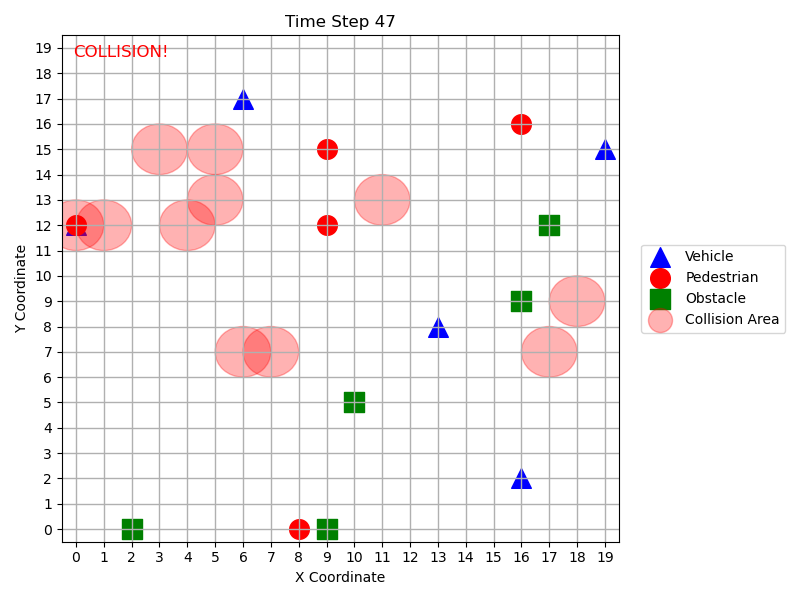 Time Step 47
COLLISION!
19
18
17
16
15
14
13
12
11
10
9
8
7
6
5
4
3
2
1
0
Y Coordinate
0 1 2 3 4 5 6 7 8 9 10 11 12 13 14 15 16 17 18 19
X Coordinate
Vehicle
Pedestrian
Obstacle
Collision Area